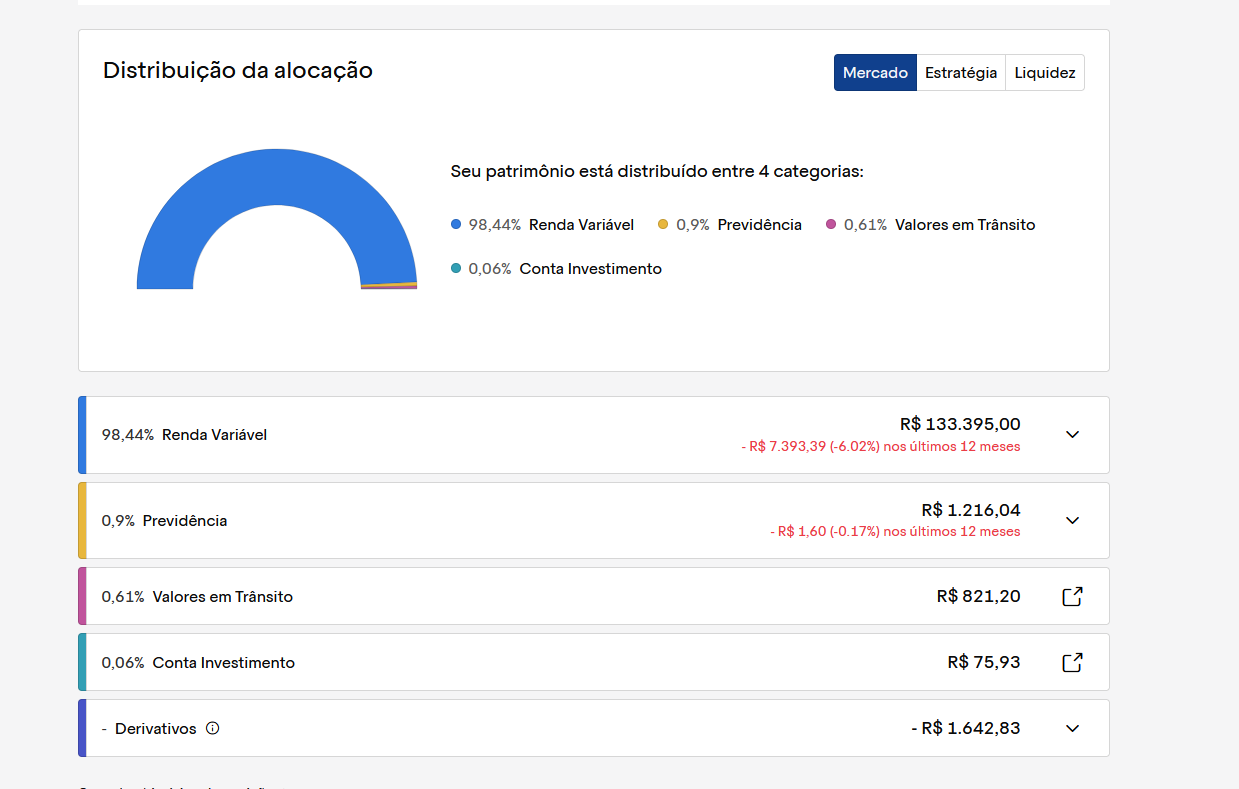 Distribuição da alocação
Mercado Estratégia Liquidez
Seu patrimônio está distribuído entre 4 categorias:
98,44% Renda Variável 0,9% Previdência 0,61% Valores em Trânsito
0,06% Conta Investimento
98,44% Renda Variável
R$ 133.395,00
- R$ 7.393,39 (-6.02%) nos últimos 12 meses
0,9% Previdência
R$ 1.216,04
- R$ 1,60 (-0.17%) nos últimos 12 meses
0,61% Valores em Trânsito R$ 821,20
0,06% Conta Investimento R$ 75,93
- Derivativos - R$ 1.642,83